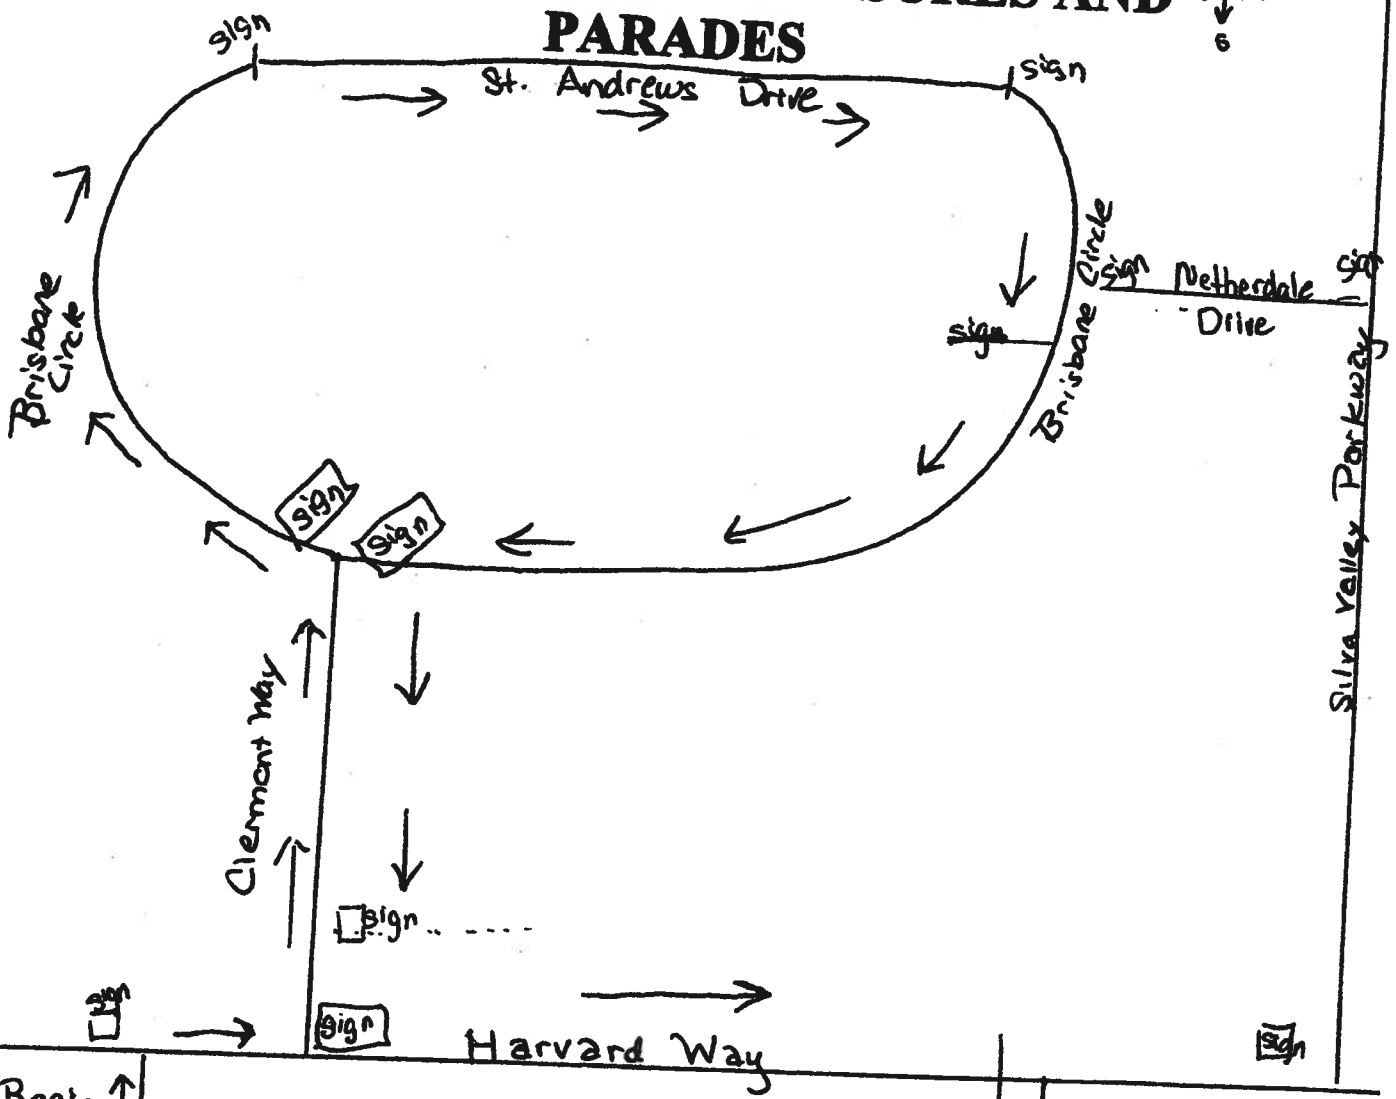 AND
PARADES
6
sign
sign
St. Andrews Drive
Brisbane Circle
sign
Netherdale
Drive
sign
Brisbane
Circle
Silva Valley Parkway
sign
sign
Clermont Way
sign
sign
sign
Harvard Way
sign